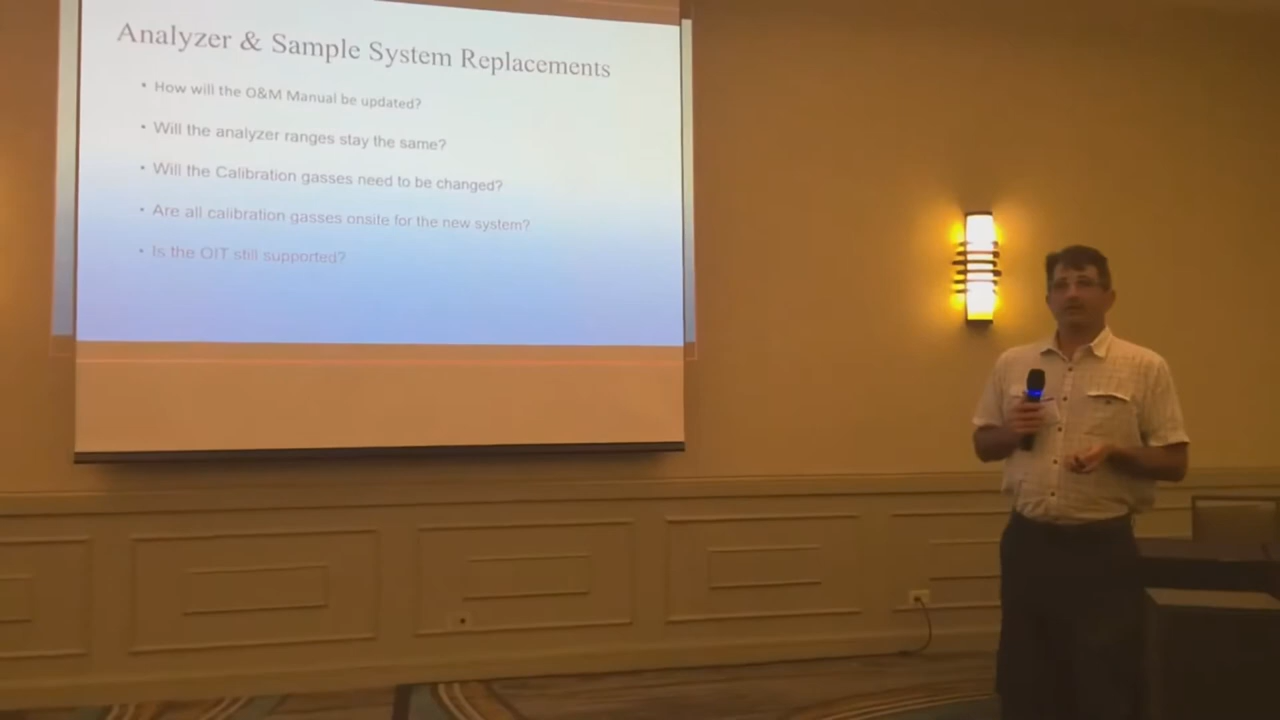 Analyzer & Sample System Replacements
• How will the O&M Manual be updated?
• Will the analyzer ranges stay the same?
• Will the Calibration gasses need to be changed?
• Are all calibration gasses onsite for the new system?
• Is the OIT still supported?